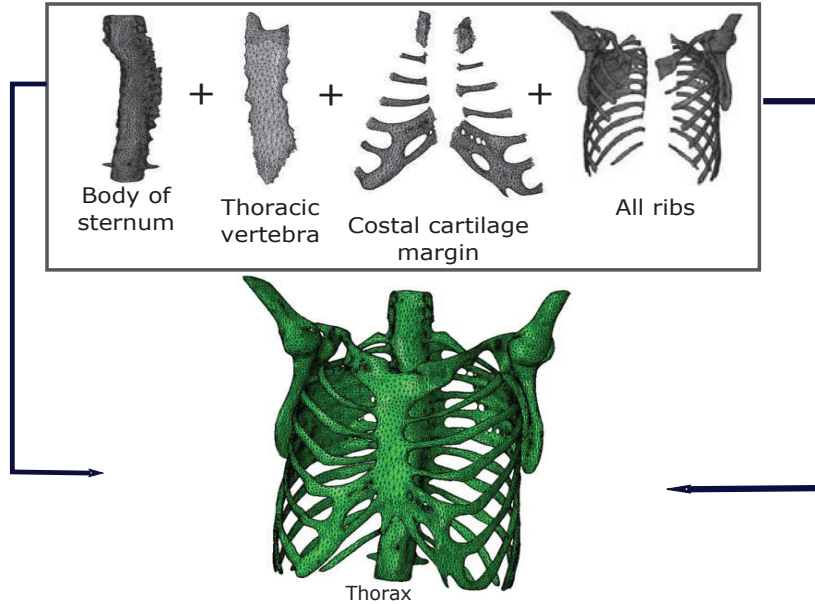 + + +
Body of
sternum
Thoracic
vertebra
Costal cartilage
margin
All ribs
Thorax